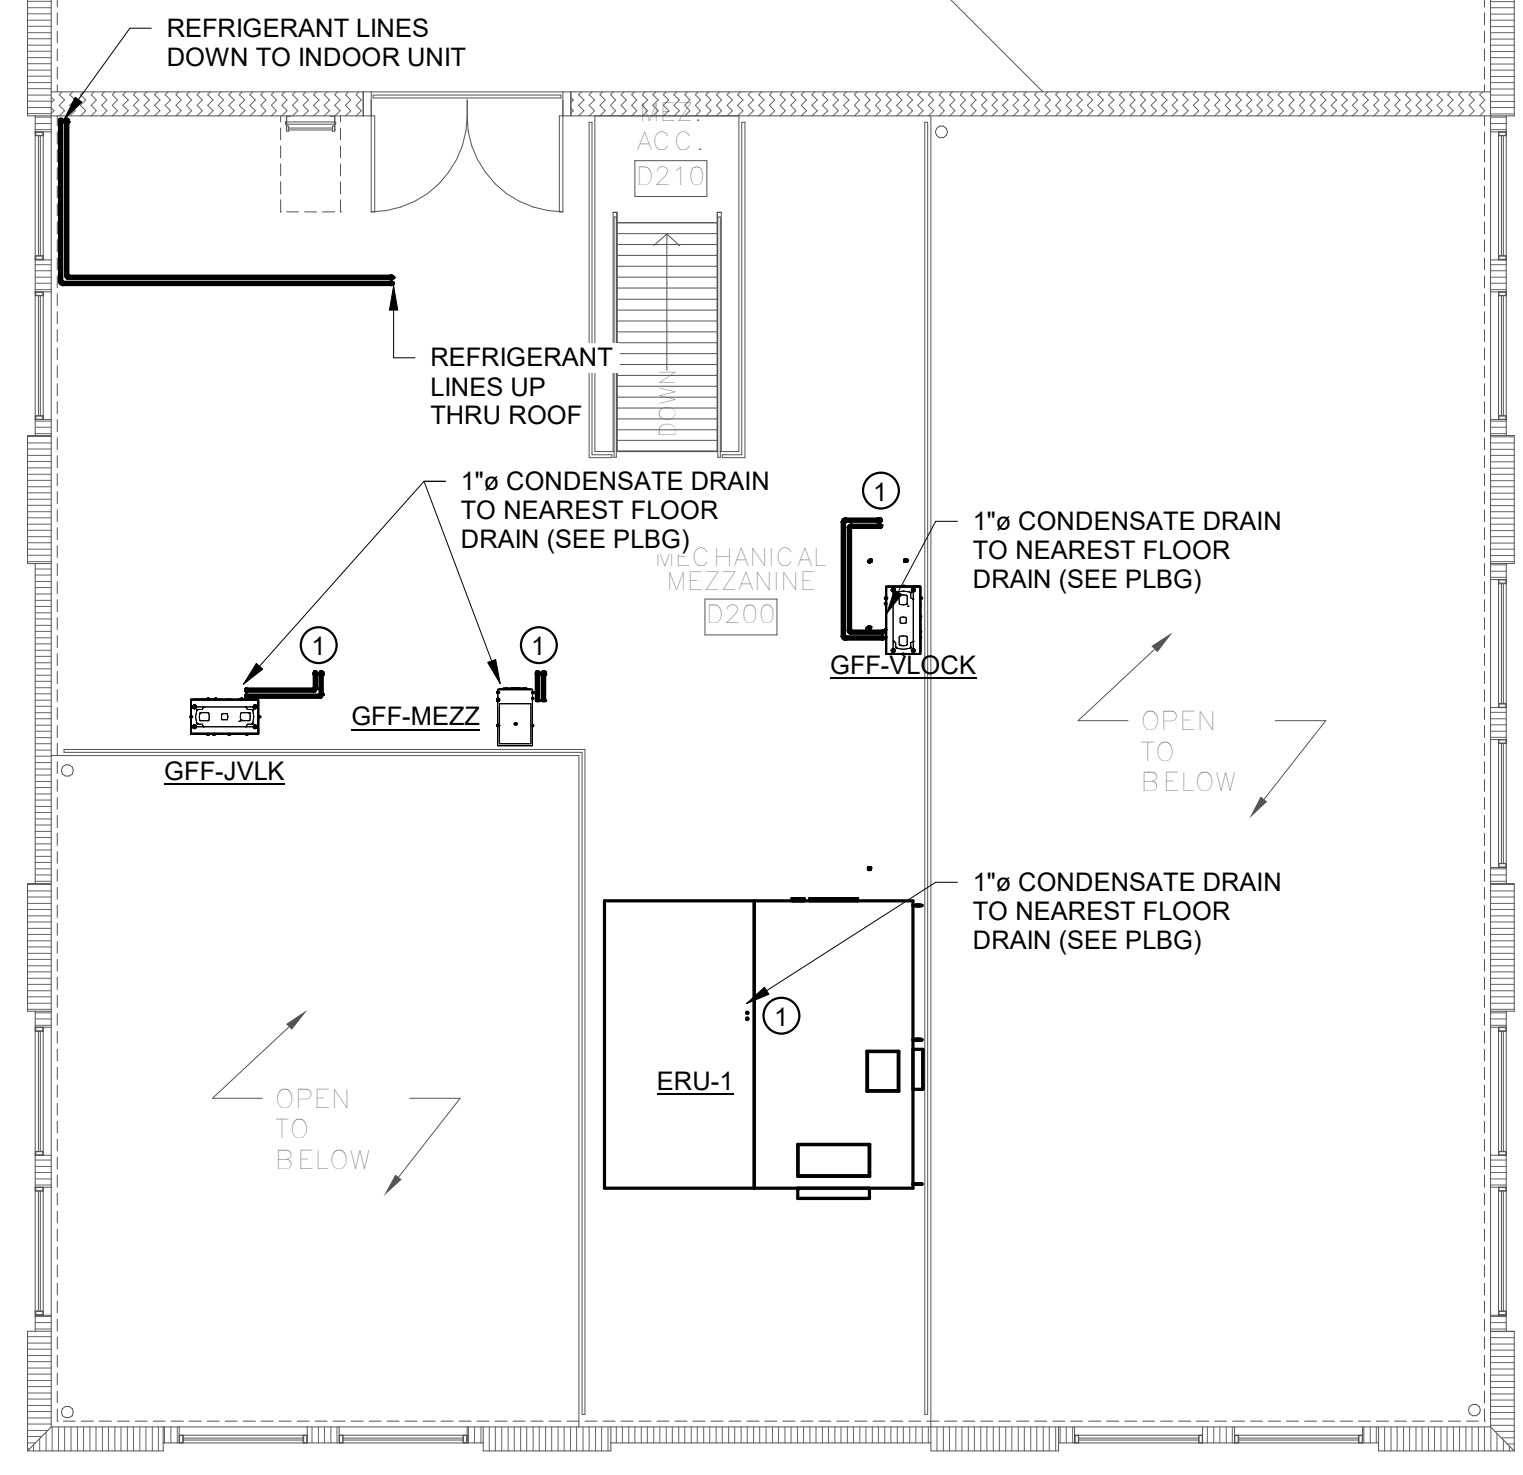 REFRIGERANT LINES
DOWN TO INDOOR UNIT
MEZ.
ACC.
D210
DOWN
REFRIGERANT
LINES UP
THRU ROOF
1"ø CONDENSATE DRAIN
TO NEAREST FLOOR
DRAIN (SEE PLBG)
1
1"ø CONDENSATE DRAIN
TO NEAREST FLOOR
DRAIN (SEE PLBG)
MECHANICAL
MEZZANINE
D200
1
1
GFF-VLOCK
GFF-MEZZ
GFF-JVLK
OPEN
TO
BELOW
1"ø CONDENSATE DRAIN
TO NEAREST FLOOR
DRAIN (SEE PLBG)
1
ERU-1
OPEN
TO
BELOW